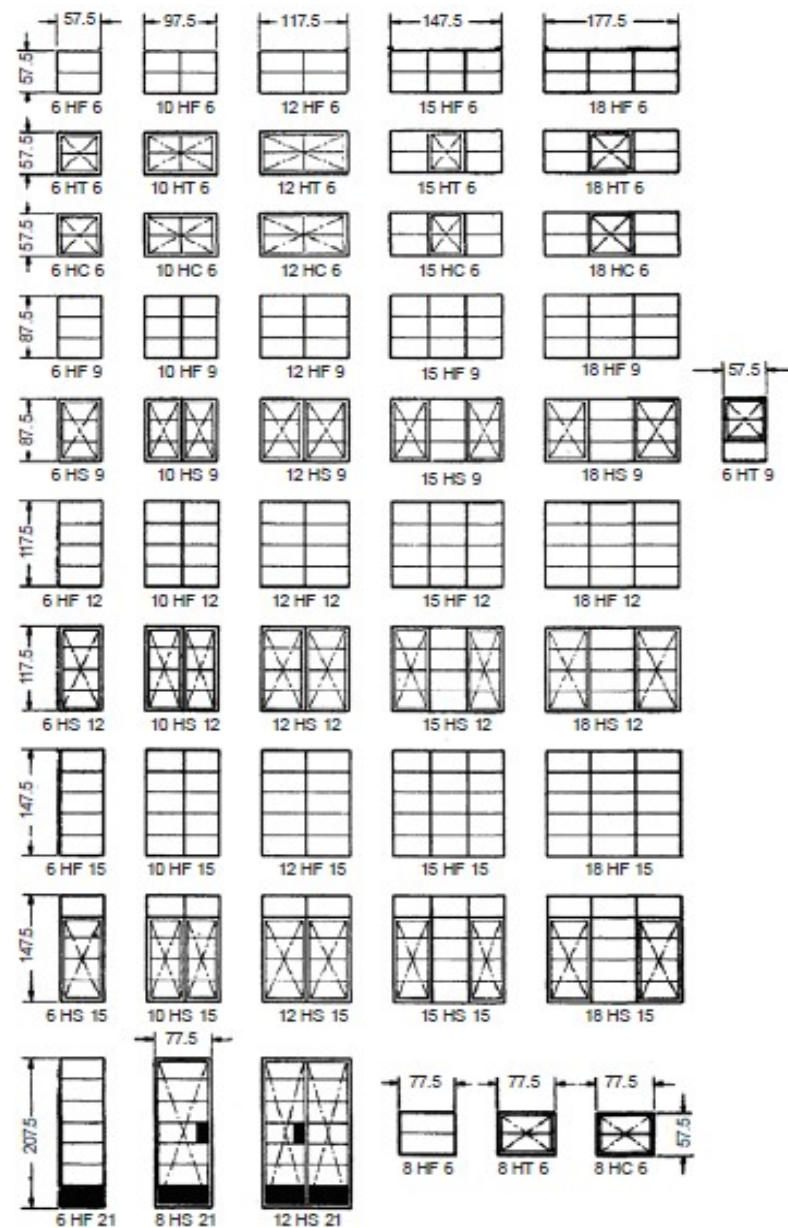 57.5 97.5 117.5 147.5 177.5
57.5
6 HF 6 10 HF 6 12 HF 6 15 HF 6 18 HF 6
57.5
6 HT 6 10 HT 6 12 HT 6 15 HT 6 18 HT 6
57.5
6 HC 6 10 HC 6 12 HC 6 15 HC 6 18 HC 6
87.5
6 HF 9 10 HF 9 12 HF 9 15 HF 9 18 HF 9
57.5
87.5
6 HS 9 10 HS 9 12 HS 9 15 HS 9 18 HS 9 6 HT 9
117.5
6 HF 12 10 HF 12 12 HF 12 15 HF 12 18 HF 12
117.5
6 HS 12 10 HS 12 12 HS 12 15 HS 12 18 HS 12
147.5
6 HF 15 10 HF 15 12 HF 15 15 HF 15 18 HF 15
147.5
6 HS 15 10 HS 15 12 HS 15 15 HS 15 18 HS 15
77.5
77.5 77.5 77.5
207.5
57.5
8 HF 6 8 HT 6 8 HC 6
6 HF 21 8 HS 21 12 HS 21